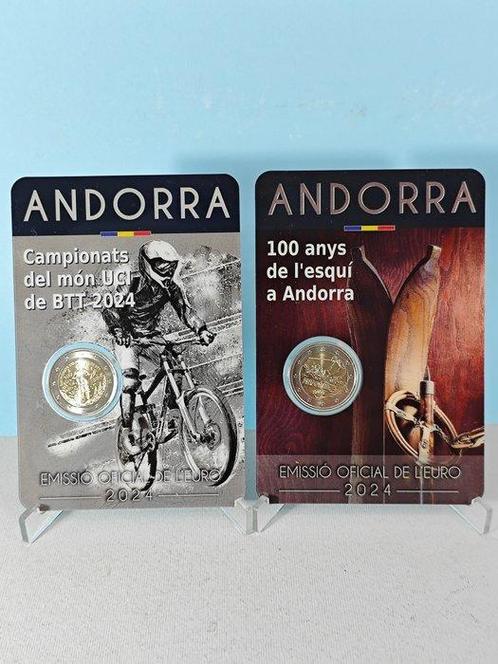 ANDORRA
Campionats
del món UCI
de BTT 2024
EMISSIÓ OFICIAL DE L'EURO
2024
ANDORRA
100 anys
de l'esquí
a Andorra
EMISSIÓ OFICIAL DE L'EURO
2024